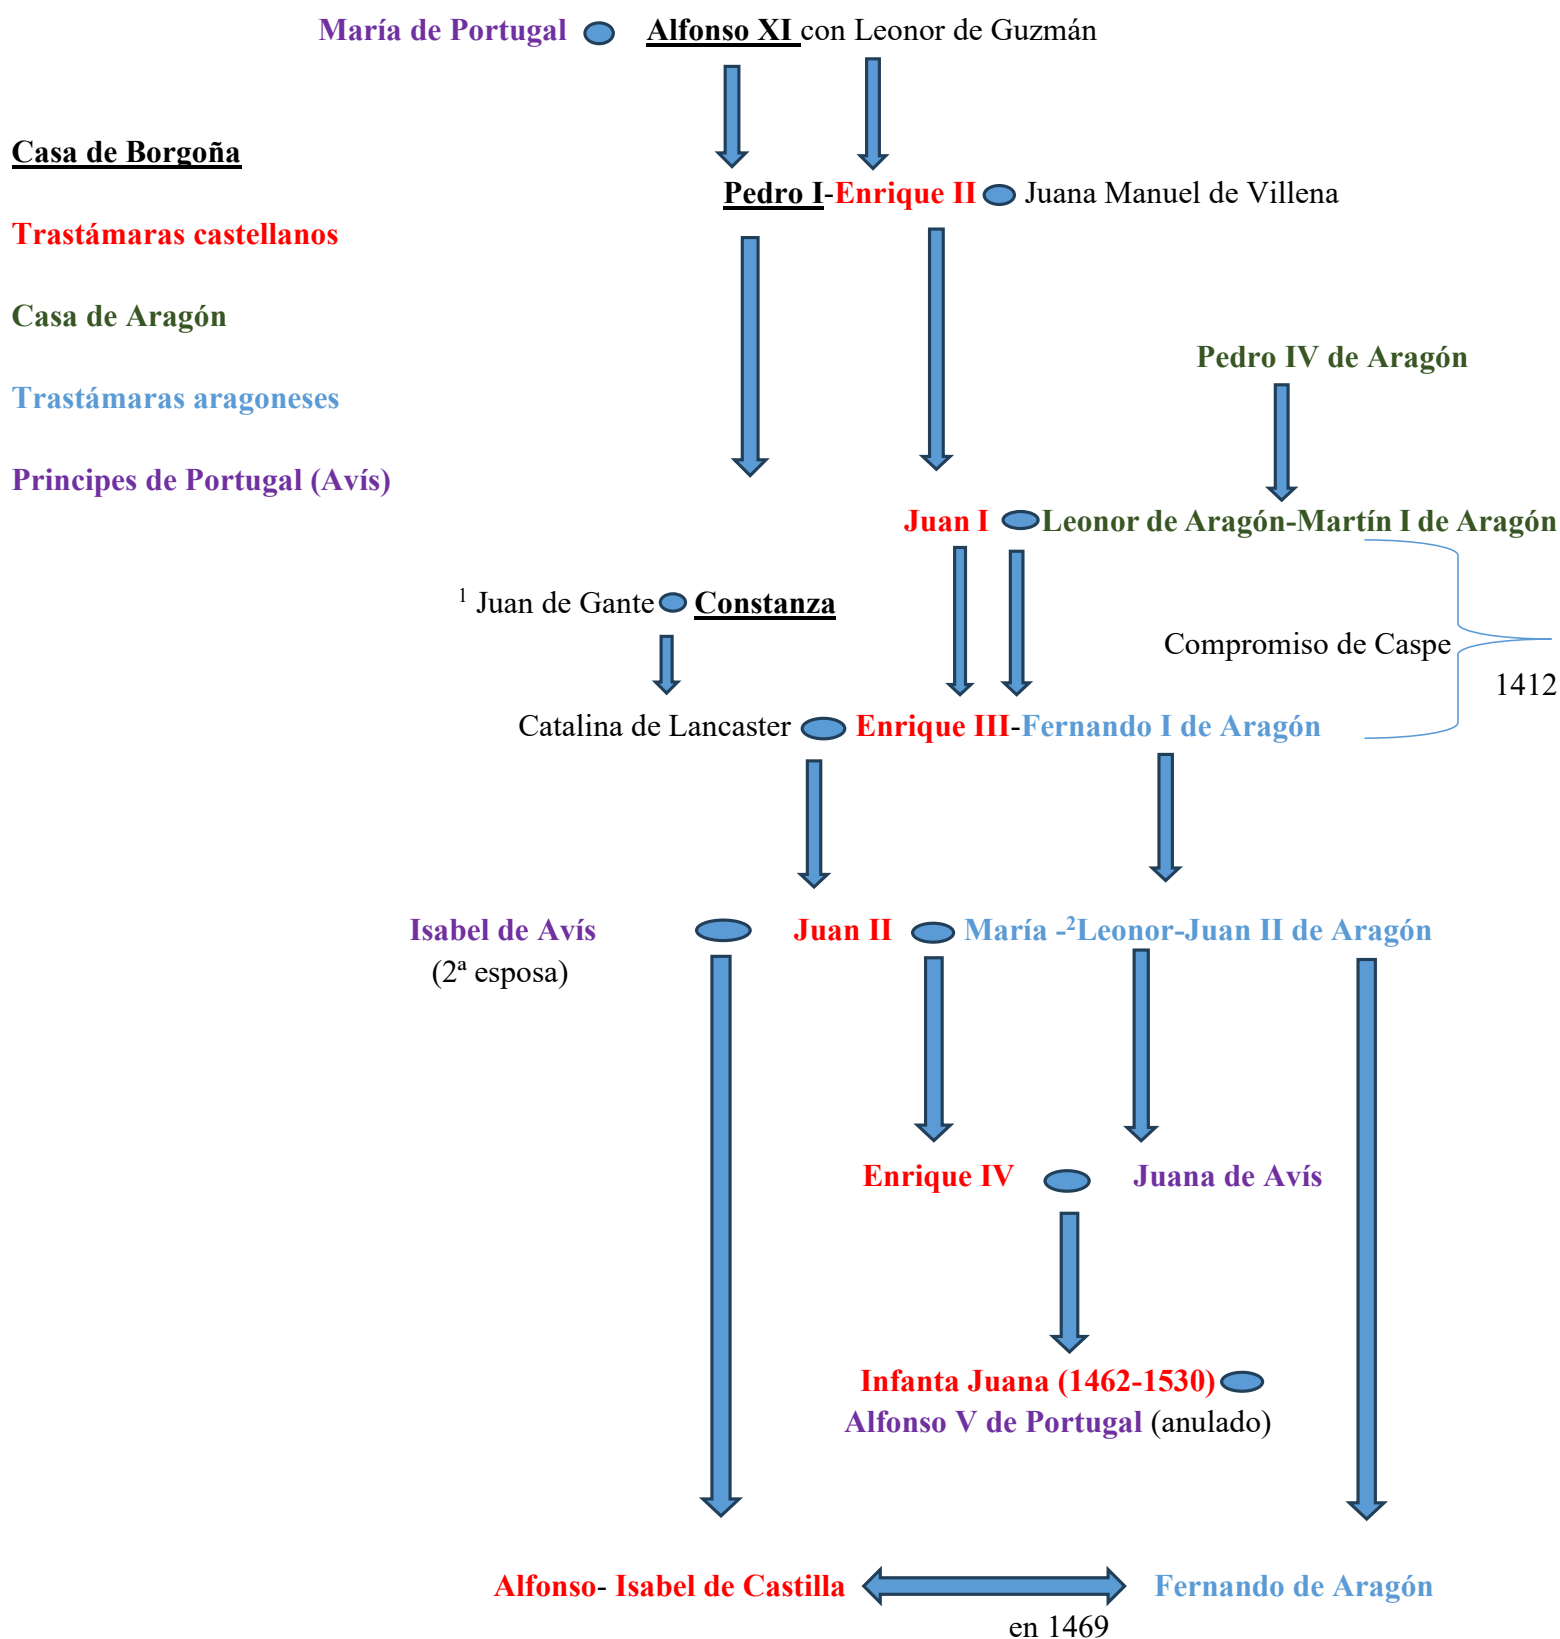 María de Portugal Alfonso XI con Leonor de Guzmán
Casa de Borgoña
Pedro I-Enrique II Juana Manuel de Villena
Trastámaras castellanos
Casa de Aragón
Pedro IV de Aragón
Trastámaras aragoneses
Principes de Portugal (Avís)
Juan I Leonor de Aragón-Martín I de Aragón
1 Juan de Gante Constanza
Compromiso de Caspe
1412
Catalina de Lancaster Enrique III-Fernando I de Aragón
Isabel de Avís Juan II María -2Leonor-Juan II de Aragón
(2ª esposa)
Enrique IV Juana de Avís
Infanta Juana (1462-1530)
Alfonso V de Portugal (anulado)
Alfonso- Isabel de Castilla Fernando de Aragón
en 1469